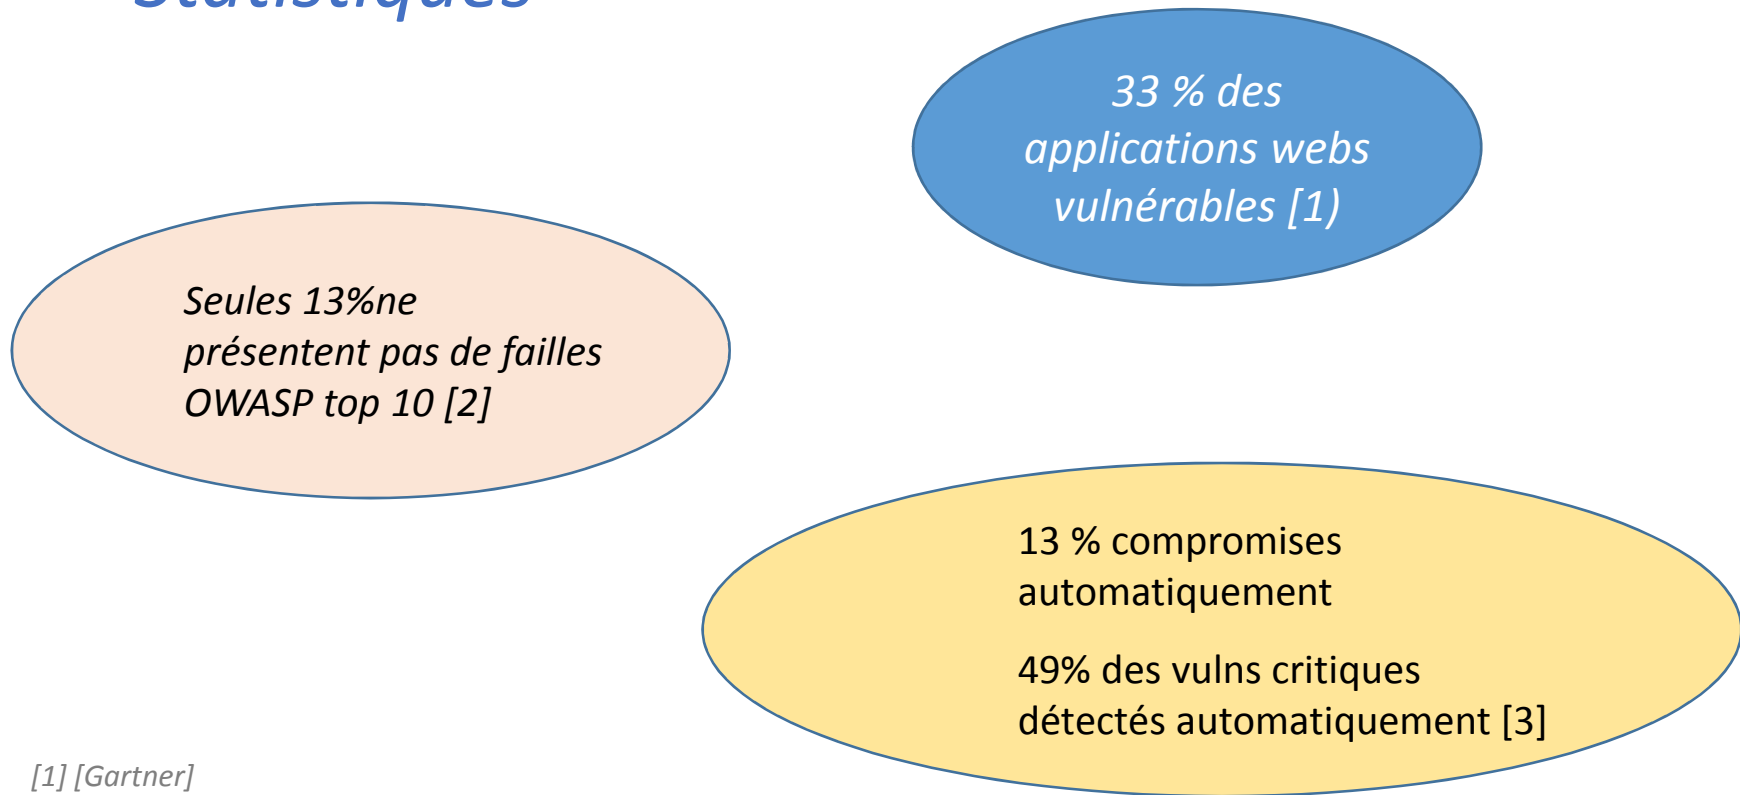 Statistiques
33 % des
applications webs
vulnérables [1)
Seules 13%ne
présentent pas de failles
OWASP top 10 [2]
13 % compromises
automatiquement
49% des vulns critiques
détectés automatiquement [3]
[1] [Gartner]